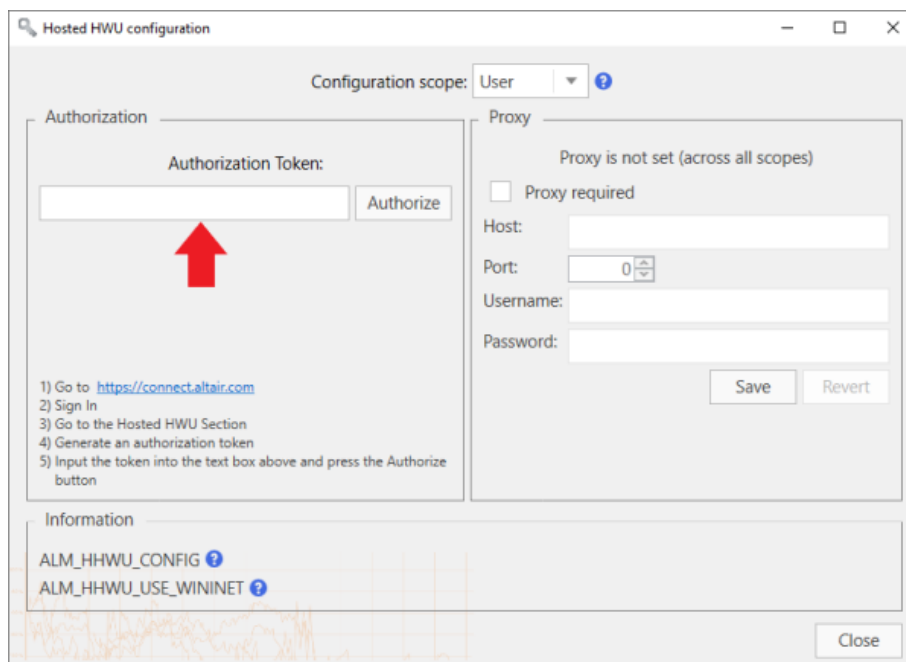 Hosted HWU configuration
Configuration scope: User
Authorization
Authorization Token:
Authorize
1) Go to https://connect.altair.com
2) Sign In
3) Go to the Hosted HWU Section
4) Generate an authorization token
5) Input the token into the text box above and press the Authorize
button
Proxy
Proxy is not set (across all scopes)
Proxy required
Host:
Port: 0
Username:
Password:
Save Revert
Information
ALM_HHWU_CONFIG ?
ALM_HHWU_USE_WININET ?
Close